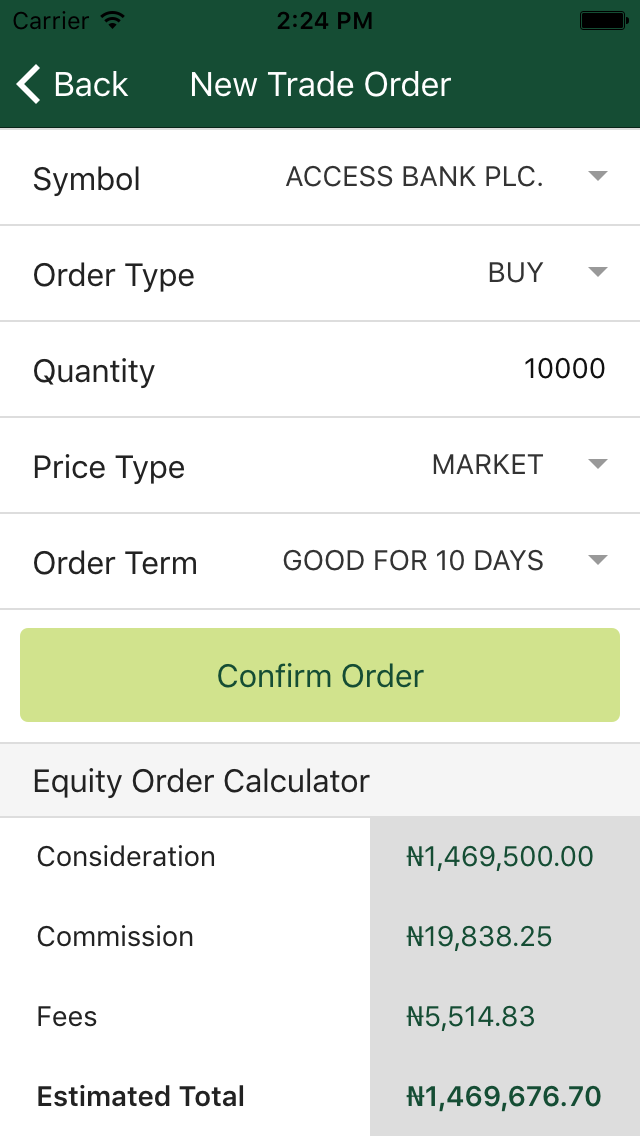 Carrier 2:24 PM
Back New Trade Order
Symbol ACCESS BANK PLC.
Order Type BUY
Quantity 10000
Price Type MARKET
Order Term GOOD FOR 10 DAYS
Confirm Order
Equity Order Calculator
Consideration ₦1,469,500.00
Commission ₦19,838.25
Fees ₦5,514.83
Estimated Total ₦1,469,676.70